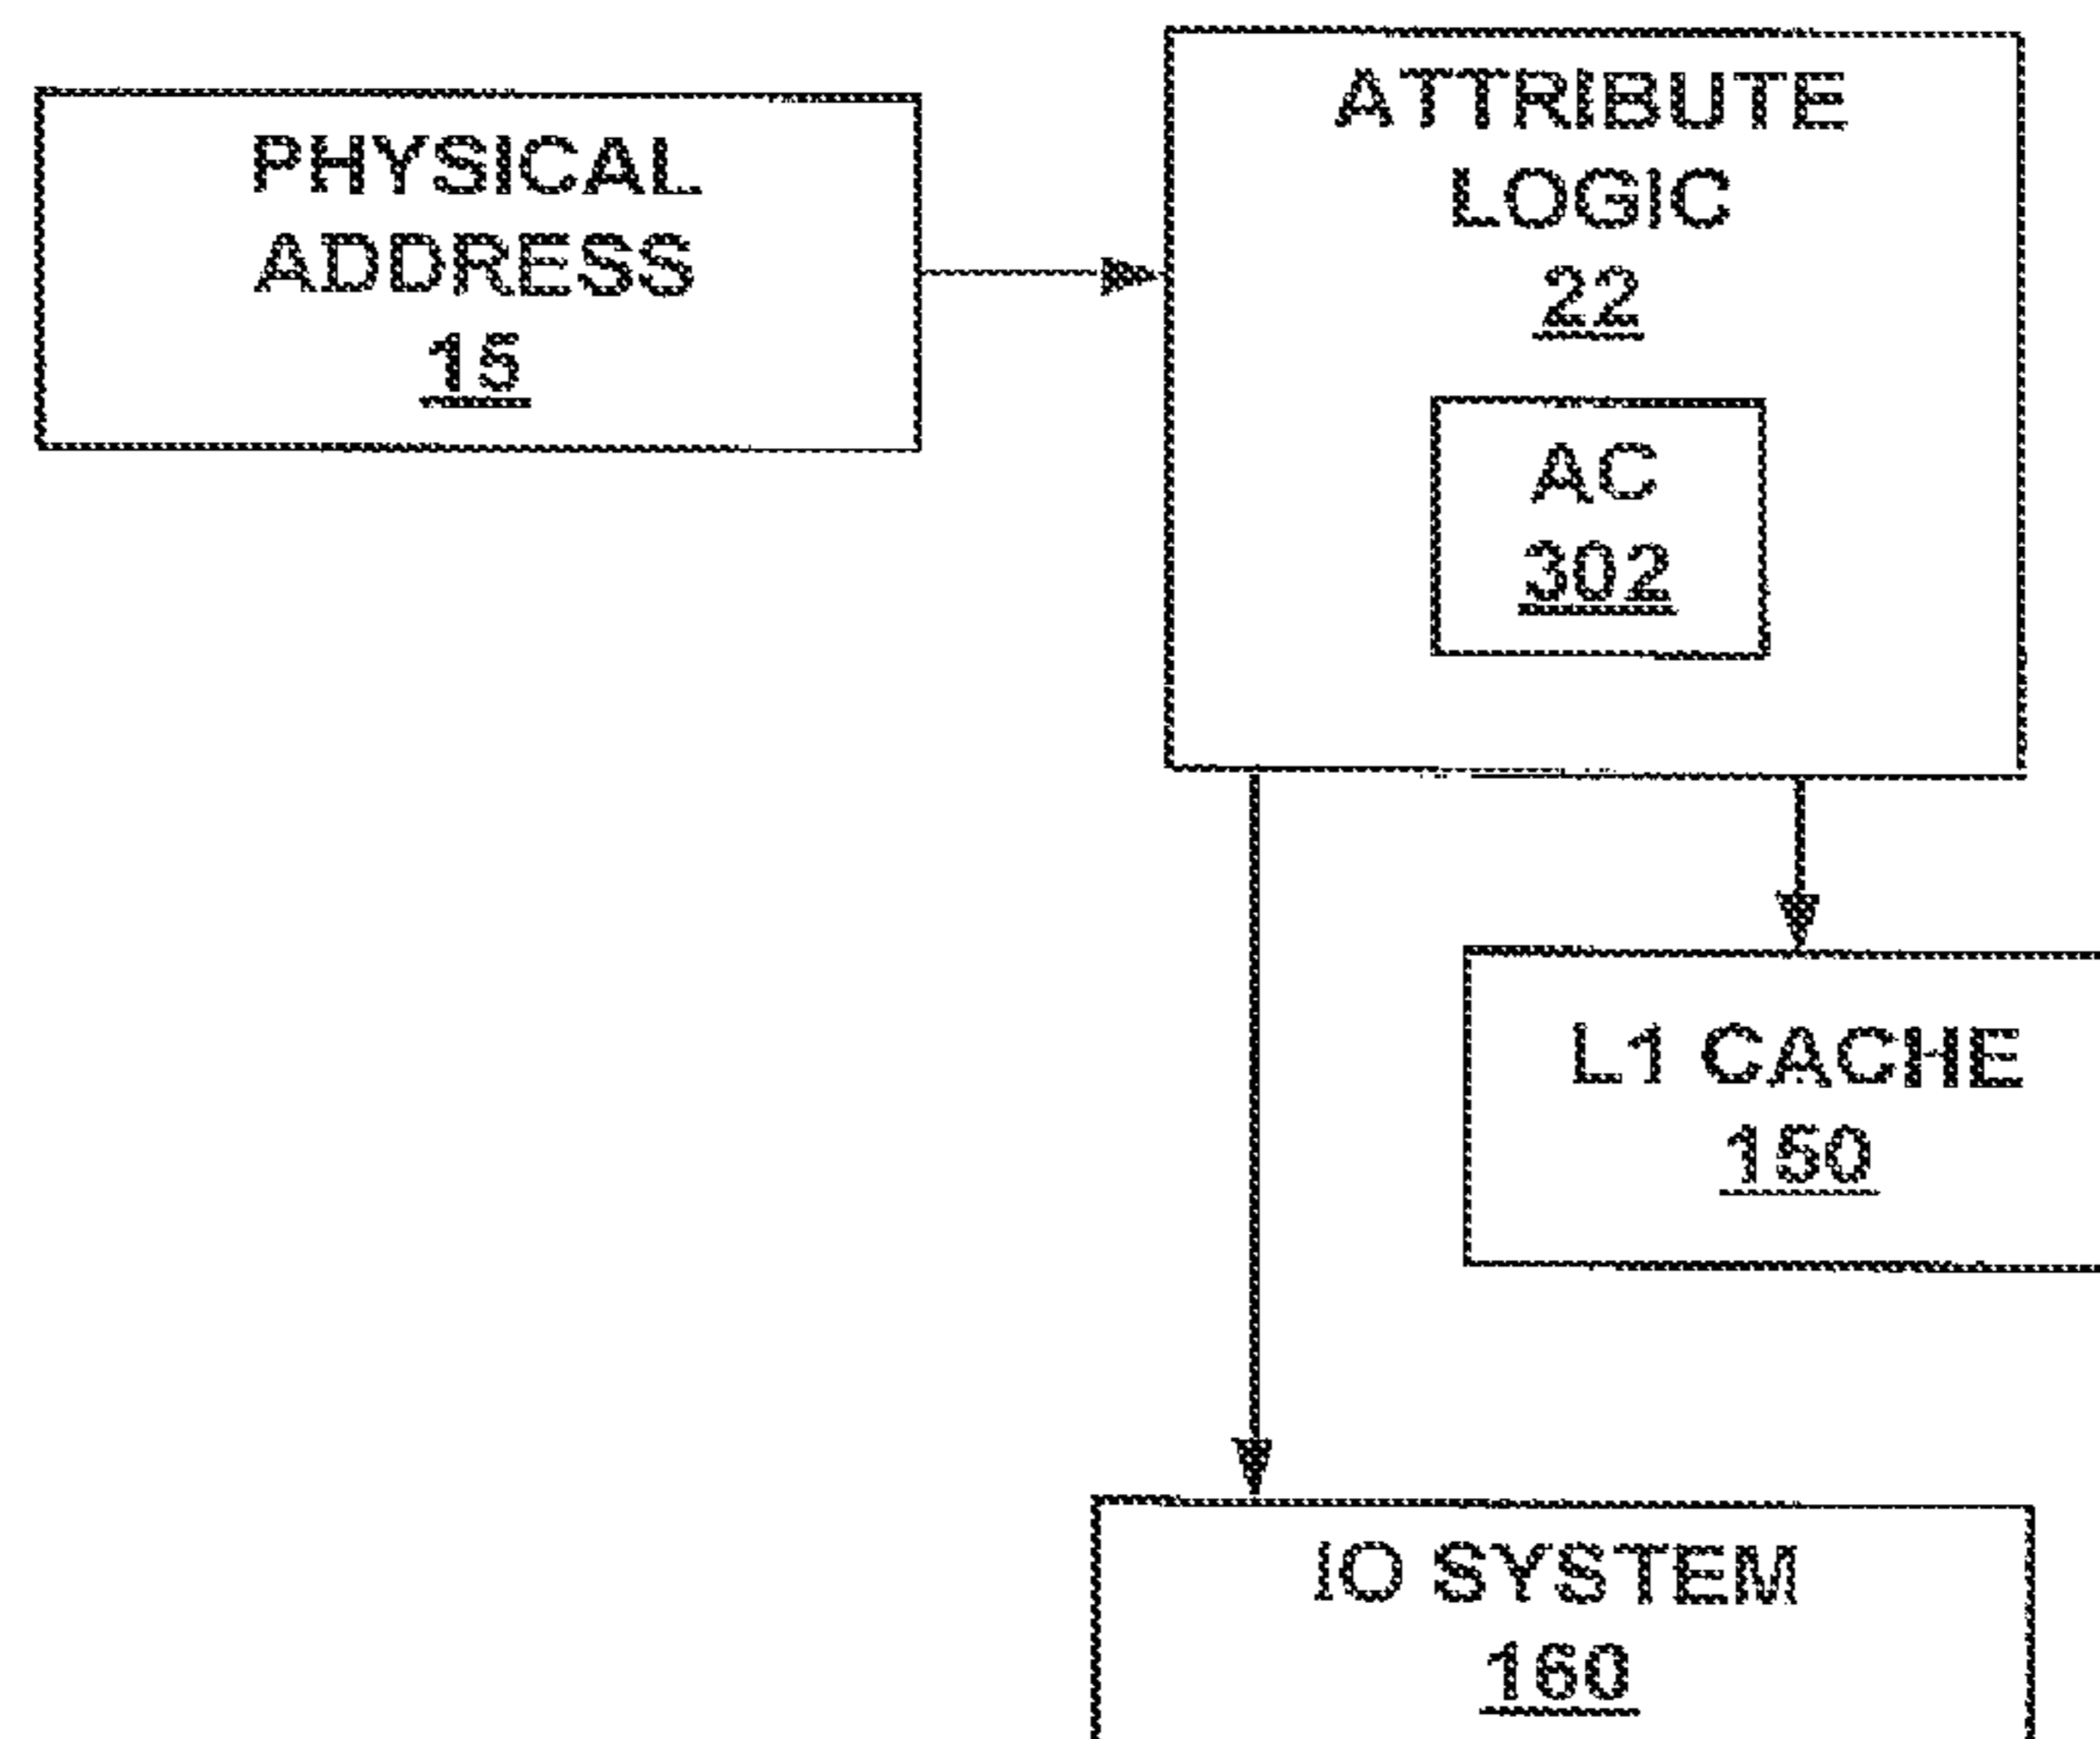 PHYSICAL
ADDRESS
15
ATTRIBUTE
LOGIC
22
AC
302
L1 CACHE
150
IO SYSTEM
160